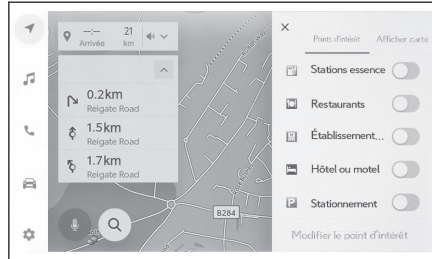 --:-- 21
Arrivée km
0.2km
Reigate Road
1.5km
Reigate Road
1.7km
Reigate Road
B284
Points d'intérêt Afficher carte
Stations essence
Restaurants
Établissement...
Hôtel ou motel
Stationnement
Modifier le point d'intérêt